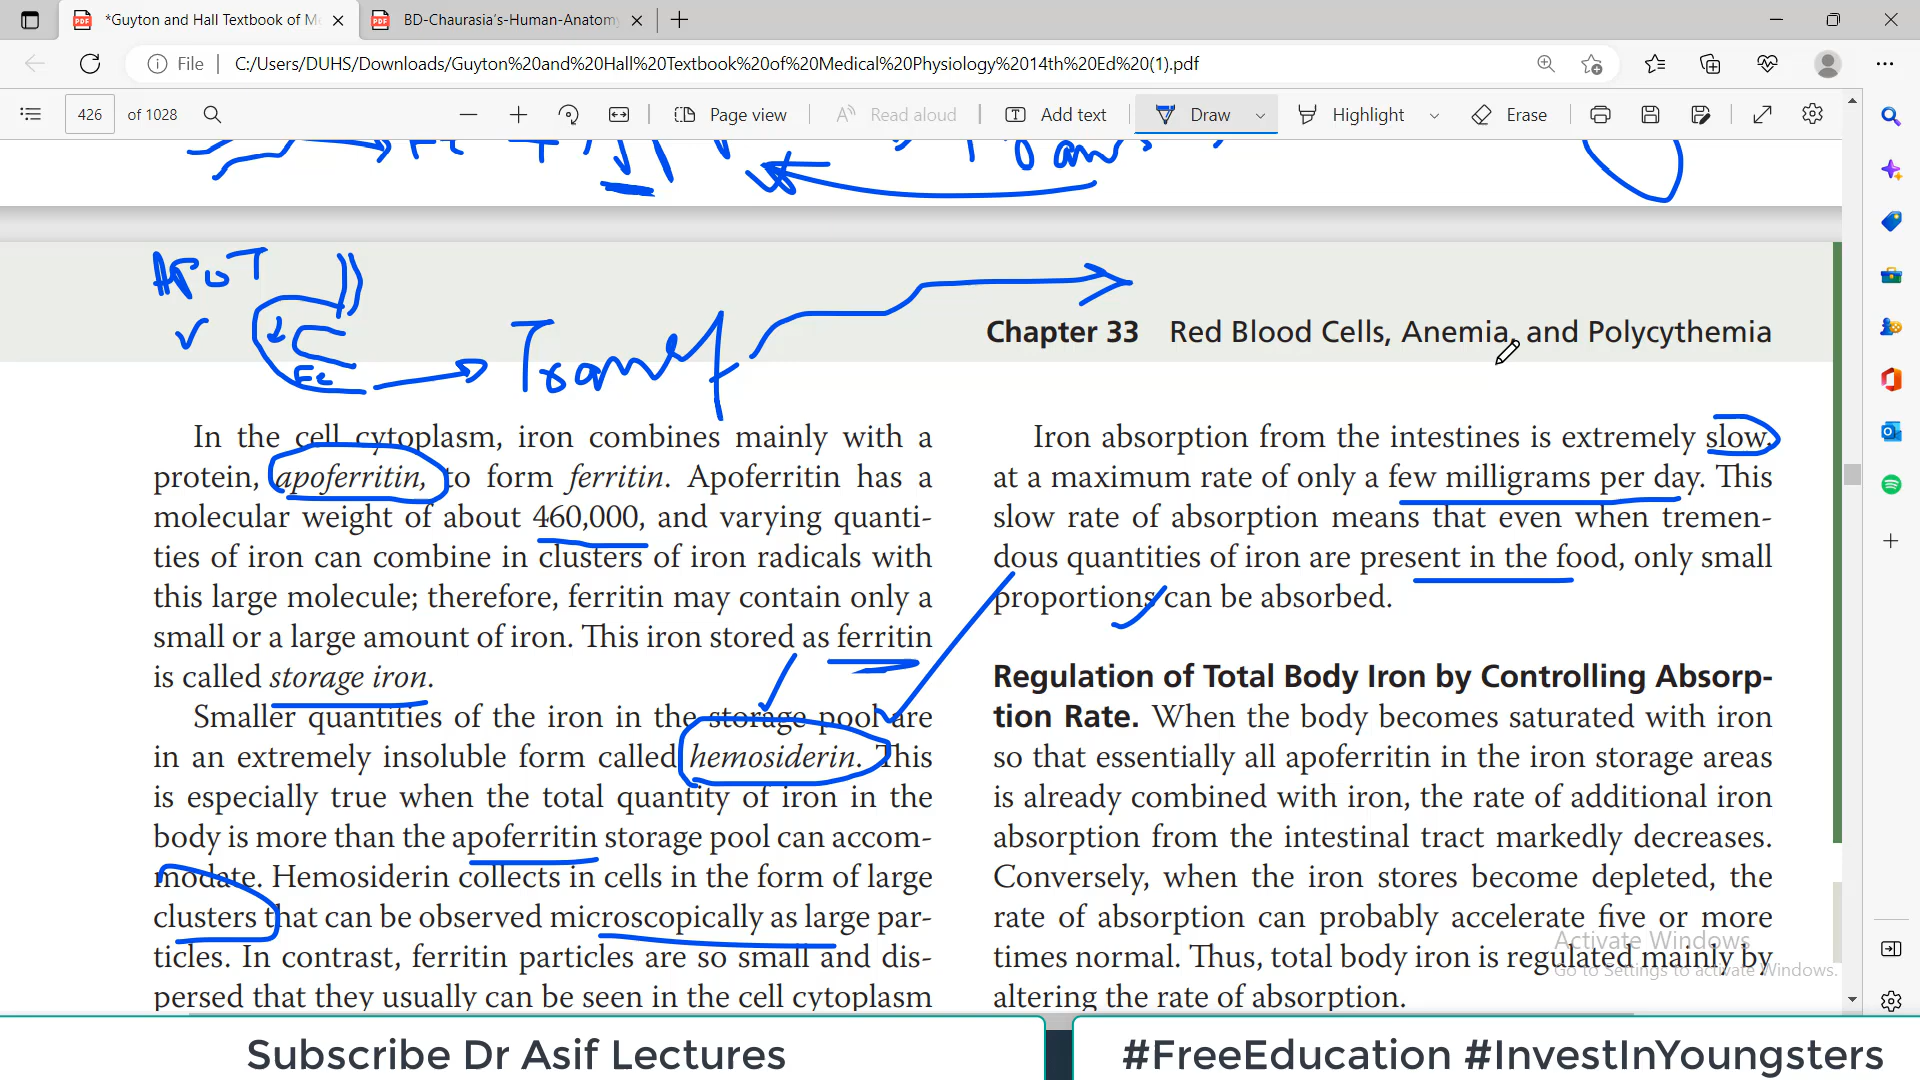 *Guyton and Hall Textbook of M
BD-Chaurasia's-Human-Anatomy
File
C:/Users/DUHS/Downloads/Guyton%20and%20Hall%20Textbook%20of%20Medical%20Physiology%2014th%20Ed%20(1).pdf
426 of 1028
Page view
Read aloud
Add text
Draw
Highlight
Erase
Chapter 33 Red Blood Cells, Anemia, and Polycythemia
Fe
In the cell cytoplasm, iron combines mainly with a
protein, apoferritin, to form ferritin. Apoferritin has a
molecular weight of about 460,000, and varying quanti-
ties of iron can combine in clusters of iron radicals with
this large molecule; therefore, ferritin may contain only a
small or a large amount of iron. This iron stored as ferritin
is called storage iron.
Smaller quantities of the iron in the storage pool are
in an extremely insoluble form called hemosiderin. This
is especially true when the total quantity of iron in the
body is more than the apoferritin storage pool can accom-
modate. Hemosiderin collects in cells in the form of large
clusters that can be observed microscopically as large par-
ticles. In contrast, ferritin particles are so small and dis-
persed that they usually can be seen in the cell cytoplasm
Iron absorption from the intestines is extremely slow,
at a maximum rate of only a few milligrams per day. This
slow rate of absorption means that even when tremen-
dous quantities of iron are present in the food, only small
proportions can be absorbed.
Regulation of Total Body Iron by Controlling Absorp-
tion Rate. When the body becomes saturated with iron
so that essentially all apoferritin in the iron storage areas
is already combined with iron, the rate of additional iron
absorption from the intestinal tract markedly decreases.
Conversely, when the iron stores become depleted, the
rate of absorption can probably accelerate five or more
times normal. Thus, total body iron is regulated mainly by
altering the rate of absorption.
Activate Windows
Go to Settings to activate Windows.
Subscribe Dr Asif Lectures
#FreeEducation #InvestInYoungsters